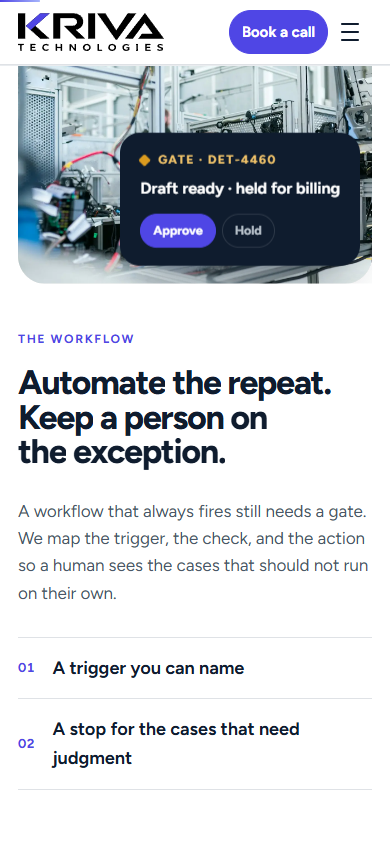 KRIVA
TECHNOLOGIES
Book a call
GATE · DET-4460
Draft ready · held for billing
Approve
Hold
THE WORKFLOW
Automate the repeat.
Keep a person on
the exception.
A workflow that always fires still needs a gate.
We map the trigger, the check, and the action
so a human sees the cases that should not run
on their own.
01 A trigger you can name
02 A stop for the cases that need
judgment